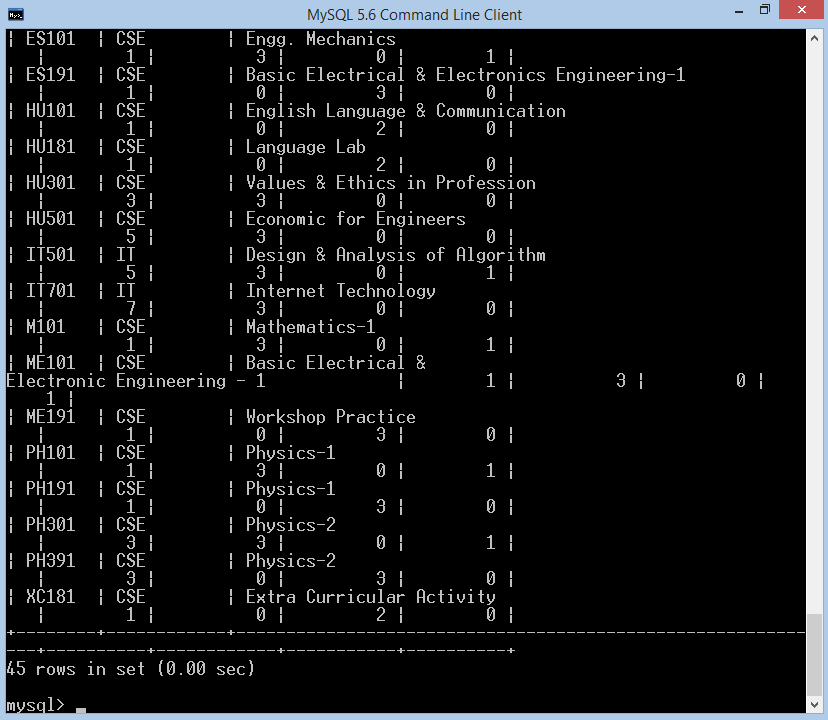 MySQL 5.6 Command Line Client
| ES101 | CSE | Engg. Mechanics
| 1 | 3 | 0 | 1 |
| ES191 | CSE | Basic Electrical & Electronics Engineering-1
| 1 | 0 | 3 | 0 |
| HU101 | CSE | English Language & Communication
| 1 | 0 | 2 | 0 |
| HU181 | CSE | Language Lab
| 1 | 0 | 2 | 0 |
| HU301 | CSE | Values & Ethics in Profession
| 3 | 3 | 0 | 0 |
| HU501 | CSE | Economic for Engineers
| 5 | 3 | 0 | 0 |
| IT501 | IT | Design & Analysis of Algorithm
| 5 | 3 | 0 | 1 |
| IT701 | IT | Internet Technology
| 7 | 3 | 0 | 0 |
| M101 | CSE | Mathematics-1
| 1 | 3 | 0 | 1 |
| ME101 | CSE | Basic Electrical &
Electronic Engineering - 1 | 1 | 3 | 0 |
1 |
| ME191 | CSE | Workshop Practice
| 1 | 0 | 3 | 0 |
| PH101 | CSE | Physics-1
| 1 | 3 | 0 | 1 |
| PH191 | CSE | Physics-1
| 1 | 0 | 3 | 0 |
| PH301 | CSE | Physics-2
| 3 | 3 | 0 | 1 |
| PH391 | CSE | Physics-2
| 3 | 0 | 3 | 0 |
| XC181 | CSE | Extra Curricular Activity
| 1 | 0 | 2 | 0 |
+--------+------------+---------------------------------------------------------
---+----------+------------+-----------+----------+
45 rows in set (0.00 sec)
mysql> _